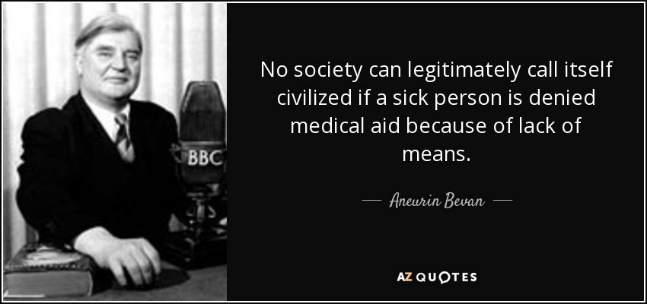 BBC
No society can legitimately call itself
civilized if a sick person is denied
medical aid because of lack of
means.
Aneurin Bevan
AZ QUOTES